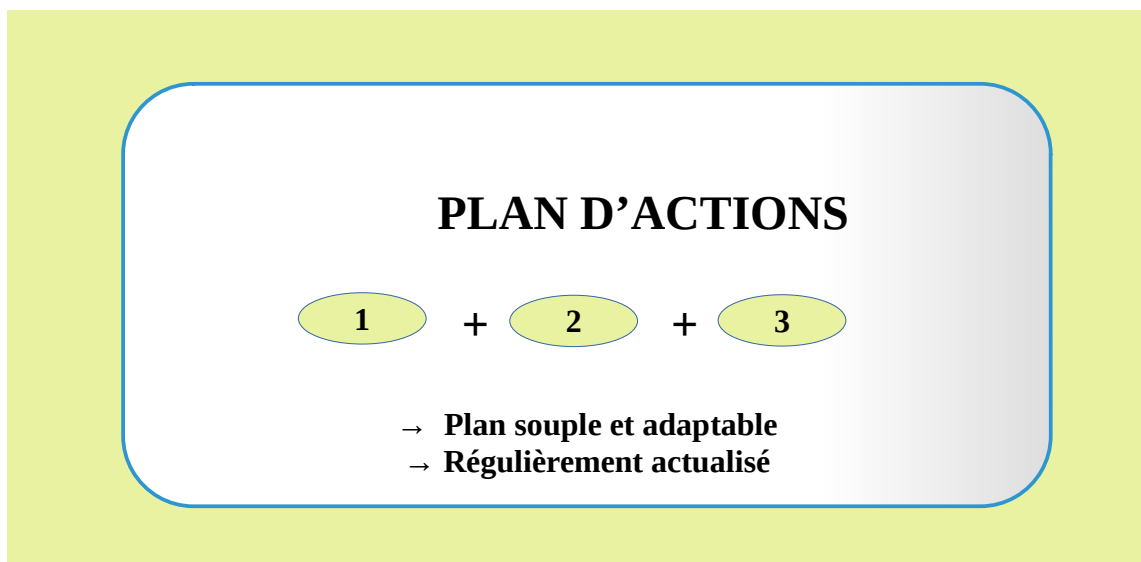 PLAN D’ACTIONS
1 + 2 + 3
→ Plan souple et adaptable
→ Régulièrement actualisé